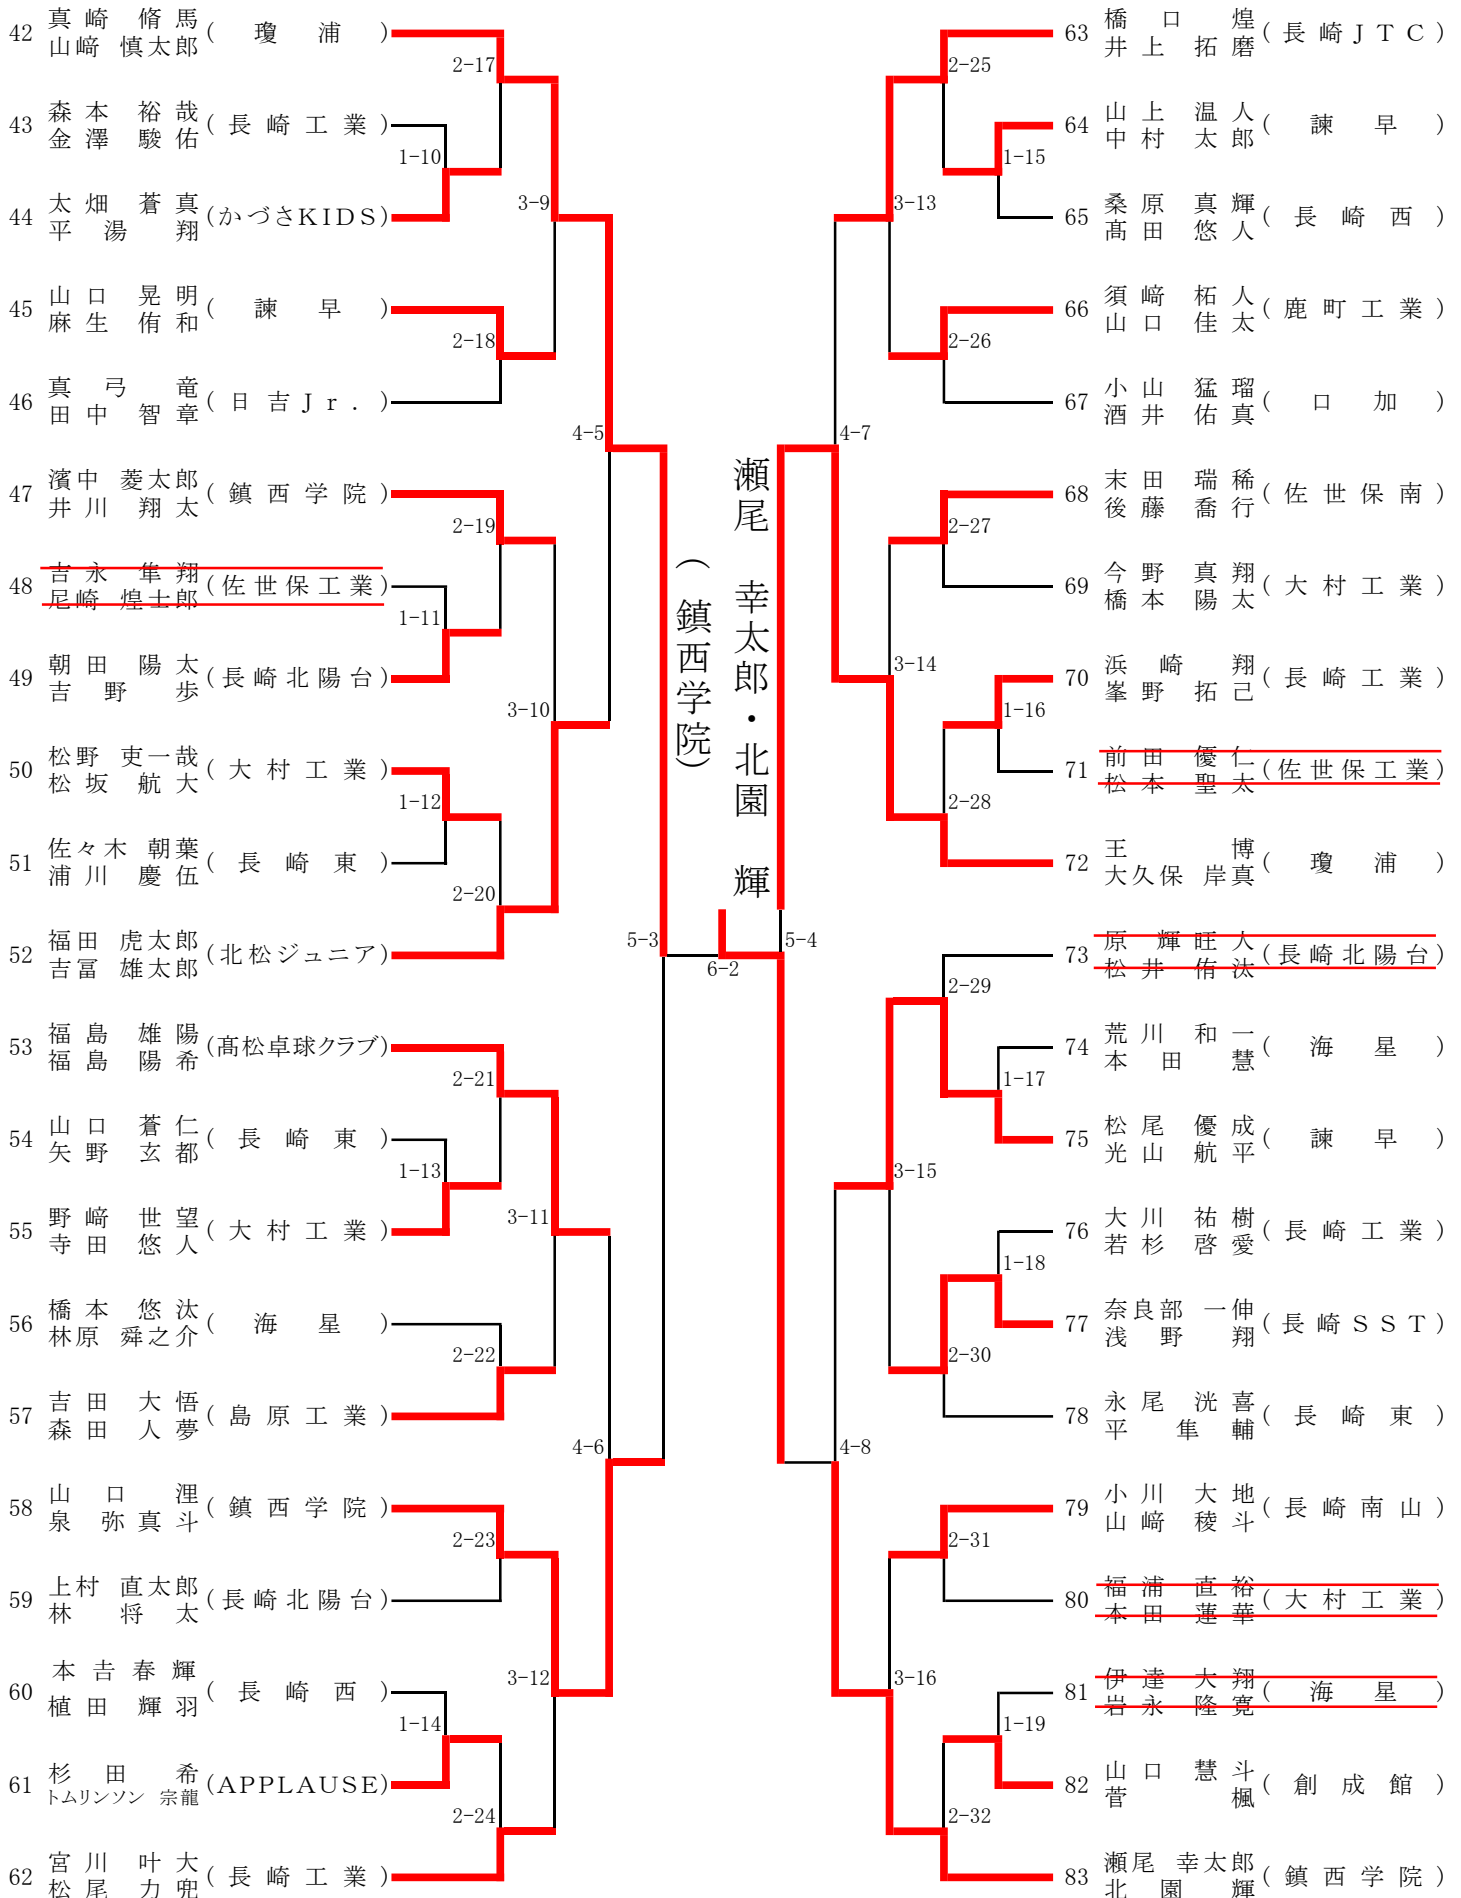 42 真崎 脩馬 (瓊浦)
山﨑 慎太郎
2-17
43 森本 裕哉 (長崎工業)
金澤 駿佑
1-10
44 太畑 蒼真 (かづさKIDS)
平湯 翔
3-9
45 山口 晃明 (諫早)
麻生 侑和
2-18
46 真弓 竜 (日吉Jr.)
田中 智章
4-5
47 濱中 菱太郎 (鎮西学院)
井川 翔太
2-19
48 吉永 隼翔 (佐世保工業)
尼崎 煌士郎
1-11
49 朝田 陽太 (長崎北陽台)
吉野 歩
3-10
50 松野 吏一哉 (大村工業)
松坂 航大
1-12
51 佐々木 朝葉 (長崎東)
浦川 慶伍
2-20
52 福田 虎太郎 (北松ジュニア)
吉冨 雄太郎
5-3
53 福島 雄陽 (髙松卓球クラブ)
福島 陽希
2-21
54 山口 蒼仁 (長崎東)
矢野 玄都
1-13
55 野﨑 世望 (大村工業)
寺田 悠人
3-11
56 橋本 悠汰 (海星)
林原 舜之介
2-22
57 吉田 大悟 (島原工業)
森田 人夢
4-6
58 山口 浬 (鎮西学院)
泉 弥真斗
2-23
59 上村 直太郎 (長崎北陽台)
林 将太
3-12
60 本吉春輝 (長崎西)
植田 輝羽
1-14
61 杉田 希 (APPLAUSE)
トムリンソン 宗龍
2-24
62 宮川 叶大 (長崎工業)
松尾 力兜
瀬尾 幸太郎・北園 輝
(鎮西学院)
6-2
63 橋口 煌 (長崎JTC)
井上 拓磨
2-25
64 山上 温人 (諫早)
中村 太郎
1-15
65 桑原 真輝 (長崎西)
髙田 悠人
3-13
66 須﨑 柘人 (鹿町工業)
山口 佳太
2-26
67 小山 猛瑠 (口加)
酒井 佑真
4-7
68 末田 瑞稀 (佐世保南)
後藤 喬行
2-27
69 今野 真翔 (大村工業)
橋本 陽太
3-14
70 浜崎 翔 (長崎工業)
峯野 拓己
1-16
71 前田 優仁 (佐世保工業)
松本 聖太
2-28
72 王 博 (瓊浦)
大久保 岸真
5-4
73 原 輝旺人 (長崎北陽台)
松井 侑汰
2-29
74 荒川 和一 (海星)
本田 慧
1-17
75 松尾 優成 (諫早)
光山 航平
3-15
76 大川 祐樹 (長崎工業)
若杉 啓愛
1-18
77 奈良部 一伸 (長崎SST)
浅野 翔
2-30
78 永尾 洸喜 (長崎東)
平 隼輔
4-8
79 小川 大地 (長崎南山)
山﨑 稜斗
2-31
80 福浦 直裕 (大村工業)
本田 蓮華
3-16
81 伊達 大翔 (海星)
岩永 隆寛
1-19
82 山口 慧斗 (創成館)
菅 楓
2-32
83 瀬尾 幸太郎 (鎮西学院)
北園 輝